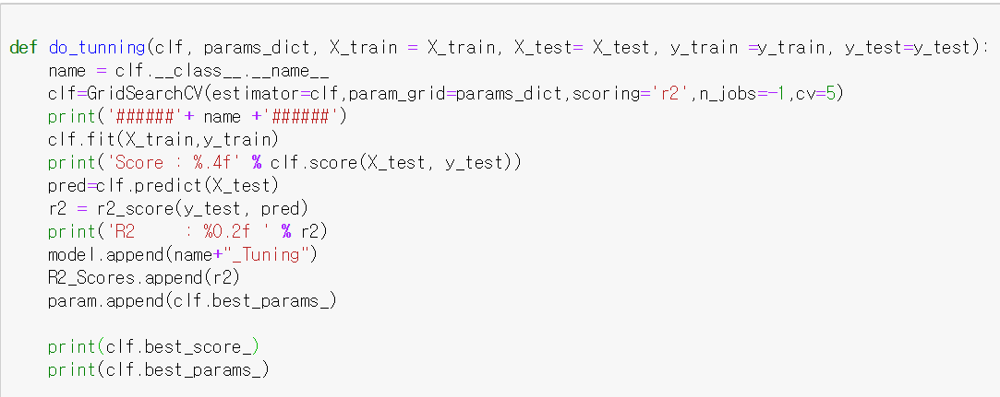 def do_tunning(clf, params_dict, X_train = X_train, X_test= X_test, y_train =y_train, y_test=y_test):
    name = clf.__class__.__name__
    clf=GridSearchCV(estimator=clf,param_grid=params_dict,scoring='r2',n_jobs=-1,cv=5)
    print('######'+ name +'######')
    clf.fit(X_train,y_train)
    print('Score : %.4f' % clf.score(X_test, y_test))
    pred=clf.predict(X_test)
    r2 = r2_score(y_test, pred)
    print('R2     : %0.2f ' % r2)
    model.append(name+"_Tuning")
    R2_Scores.append(r2)
    param.append(clf.best_params_)

    print(clf.best_score_)
    print(clf.best_params_)